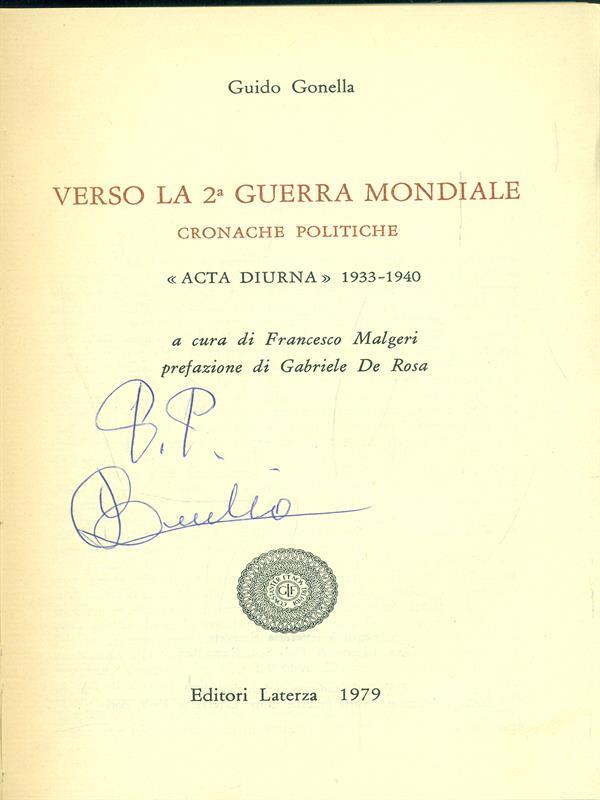 Guido Gonella
VERSO LA 2ª GUERRA MONDIALE
CRONACHE POLITICHE
« ACTA DIURNA » 1933-1940
a cura di Francesco Malgeri
prefazione di Gabriele De Rosa
Editori Laterza 1979